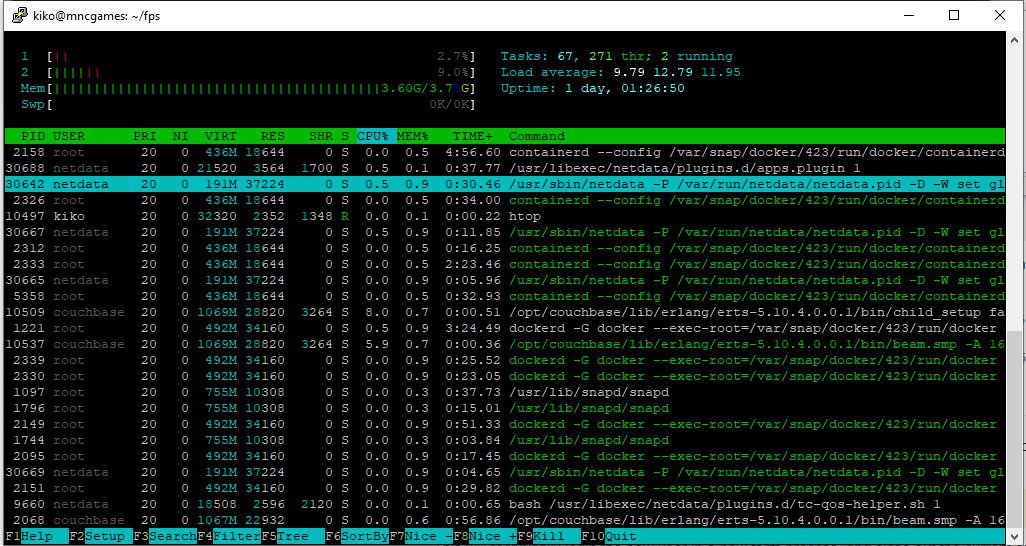 kiko@mncgames: ~/fps
1 [|| 2.7%] Tasks: 67, 271 thr; 2 running
2 [|||||| 9.0%] Load average: 9.79 12.79 11.95
Mem[||||||||||||||||||||||||||||||||||||||||3.60G/3.75G] Uptime: 1 day, 01:26:50
Swp[ 0K/0K]
PID USER PRI NI VIRT RES SHR S CPU% MEM% TIME+ Command
2158 root 20 0 436M 18644 0 S 0.0 0.5 4:56.60 containerd --config /var/snap/docker/423/run/docker/containerd
30688 netdata 20 0 21520 3564 1700 S 0.5 0.1 0:37.77 /usr/libexec/netdata/plugins.d/apps.plugin 1
30642 netdata 20 0 191M 37224 0 S 0.5 0.9 0:30.46 /usr/sbin/netdata -P /var/run/netdata/netdata.pid -D -W set gl
2326 root 20 0 436M 18644 0 S 0.0 0.5 0:34.00 containerd --config /var/snap/docker/423/run/docker/containerd
10497 kiko 20 0 32320 2352 1348 R 0.0 0.1 0:00.22 htop
30667 netdata 20 0 191M 37224 0 S 0.5 0.9 0:11.85 /usr/sbin/netdata -P /var/run/netdata/netdata.pid -D -W set gl
2312 root 20 0 436M 18644 0 S 0.0 0.5 0:16.25 containerd --config /var/snap/docker/423/run/docker/containerd
2333 root 20 0 436M 18644 0 S 0.0 0.5 2:23.46 containerd --config /var/snap/docker/423/run/docker/containerd
30665 netdata 20 0 191M 37224 0 S 0.0 0.9 0:05.96 /usr/sbin/netdata -P /var/run/netdata/netdata.pid -D -W set gl
5358 root 20 0 436M 18644 0 S 0.0 0.5 0:32.93 containerd --config /var/snap/docker/423/run/docker/containerd
10509 couchbase 20 0 1069M 28820 3264 S 8.0 0.7 0:00.51 /opt/couchbase/lib/erlang/erts-5.10.4.0.0.1/bin/child_setup fa
1221 root 20 0 492M 34160 0 S 0.5 0.9 3:24.49 dockerd -G docker --exec-root=/var/snap/docker/423/run/docker
10537 couchbase 20 0 1069M 28820 3264 S 5.9 0.7 0:00.36 /opt/couchbase/lib/erlang/erts-5.10.4.0.0.1/bin/beam.smp -A 16
2339 root 20 0 492M 34160 0 S 0.0 0.9 0:25.52 dockerd -G docker --exec-root=/var/snap/docker/423/run/docker
2330 root 20 0 492M 34160 0 S 0.0 0.9 0:23.05 dockerd -G docker --exec-root=/var/snap/docker/423/run/docker
1097 root 20 0 755M 10308 0 S 0.0 0.3 0:37.73 /usr/lib/snapd/snapd
1796 root 20 0 755M 10308 0 S 0.0 0.3 0:15.01 /usr/lib/snapd/snapd
2149 root 20 0 492M 34160 0 S 0.0 0.9 0:51.33 dockerd -G docker --exec-root=/var/snap/docker/423/run/docker
1744 root 20 0 755M 10308 0 S 0.0 0.3 0:03.84 /usr/lib/snapd/snapd
2095 root 20 0 492M 34160 0 S 0.0 0.9 0:17.45 dockerd -G docker --exec-root=/var/snap/docker/423/run/docker
30669 netdata 20 0 191M 37224 0 S 0.0 0.9 0:04.65 /usr/sbin/netdata -P /var/run/netdata/netdata.pid -D -W set gl
2151 root 20 0 492M 34160 0 S 0.0 0.9 0:29.82 dockerd -G docker --exec-root=/var/snap/docker/423/run/docker
9660 netdata 20 0 18508 2596 2120 S 0.0 0.1 0:00.65 bash /usr/libexec/netdata/plugins.d/tc-qos-helper.sh 1
2068 couchbase 20 0 1067M 22932 0 S 0.0 0.6 5:56.86 /opt/couchbase/lib/erlang/erts-5.10.4.0.0.1/bin/beam.smp -A 16
F1Help F2Setup F3SearchF4FilterF5Tree F6SortByF7Nice -F8Nice +F9Kill F10Quit